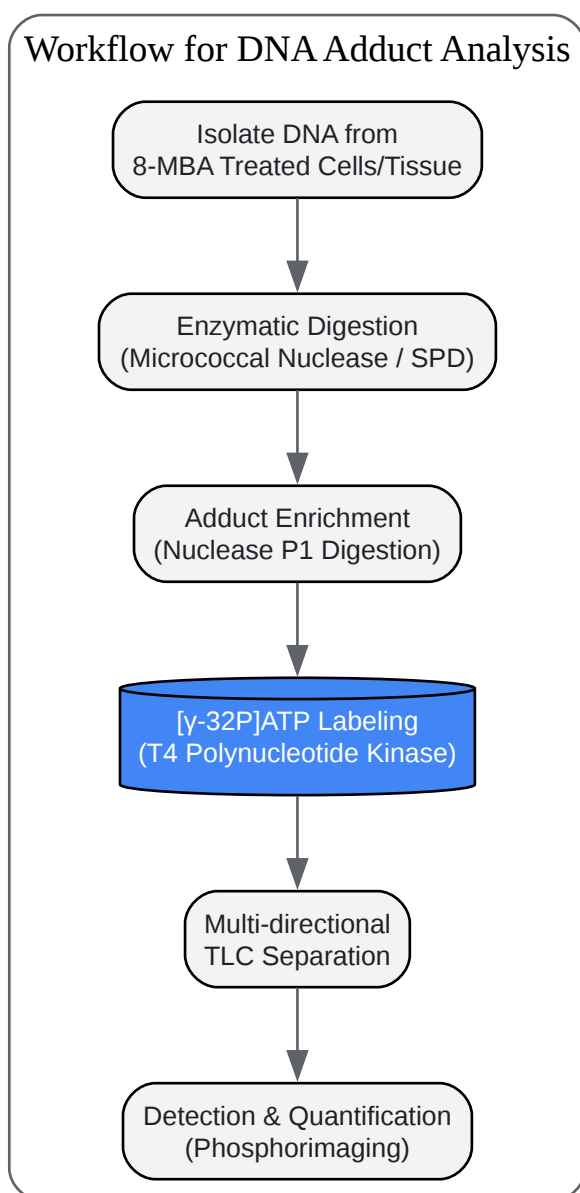 Workflow for DNA Adduct Analysis
Isolate DNA from
8-MBA Treated Cells/Tissue
Enzymatic Digestion
(Micrococcal Nuclease / SPD)
Adduct Enrichment
(Nuclease P1 Digestion)
[γ-32P]ATP Labeling
(T4 Polynucleotide Kinase)
Multi-directional
TLC Separation
Detection & Quantification
(Phosphorimaging)